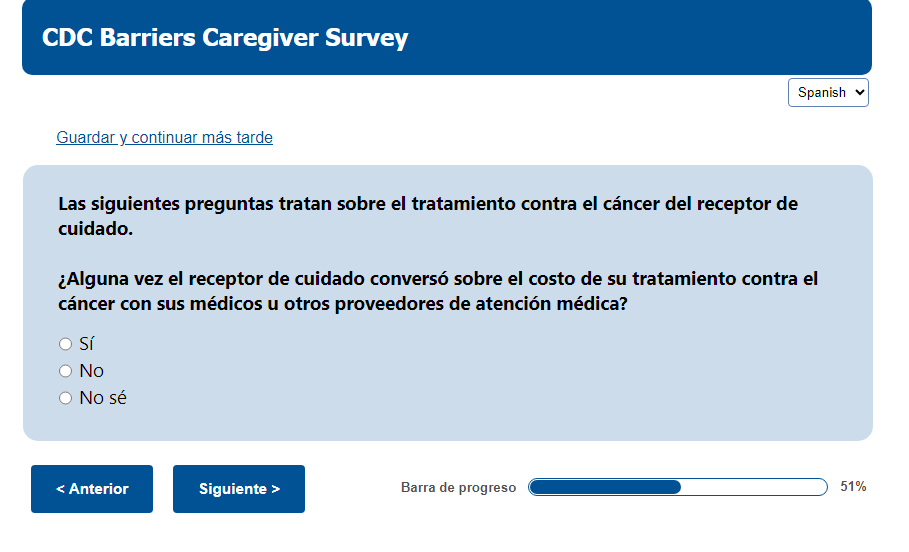 CDC Barriers Caregiver Survey
Spanish
Guardar y continuar más tarde
Las siguientes preguntas tratan sobre el tratamiento contra el cáncer del receptor de
cuidado.
¿Alguna vez el receptor de cuidado conversó sobre el costo de su tratamiento contra el
cáncer con sus médicos u otros proveedores de atención médica?
Sí
No
No sé
< Anterior
Siguiente >
Barra de progreso
51%